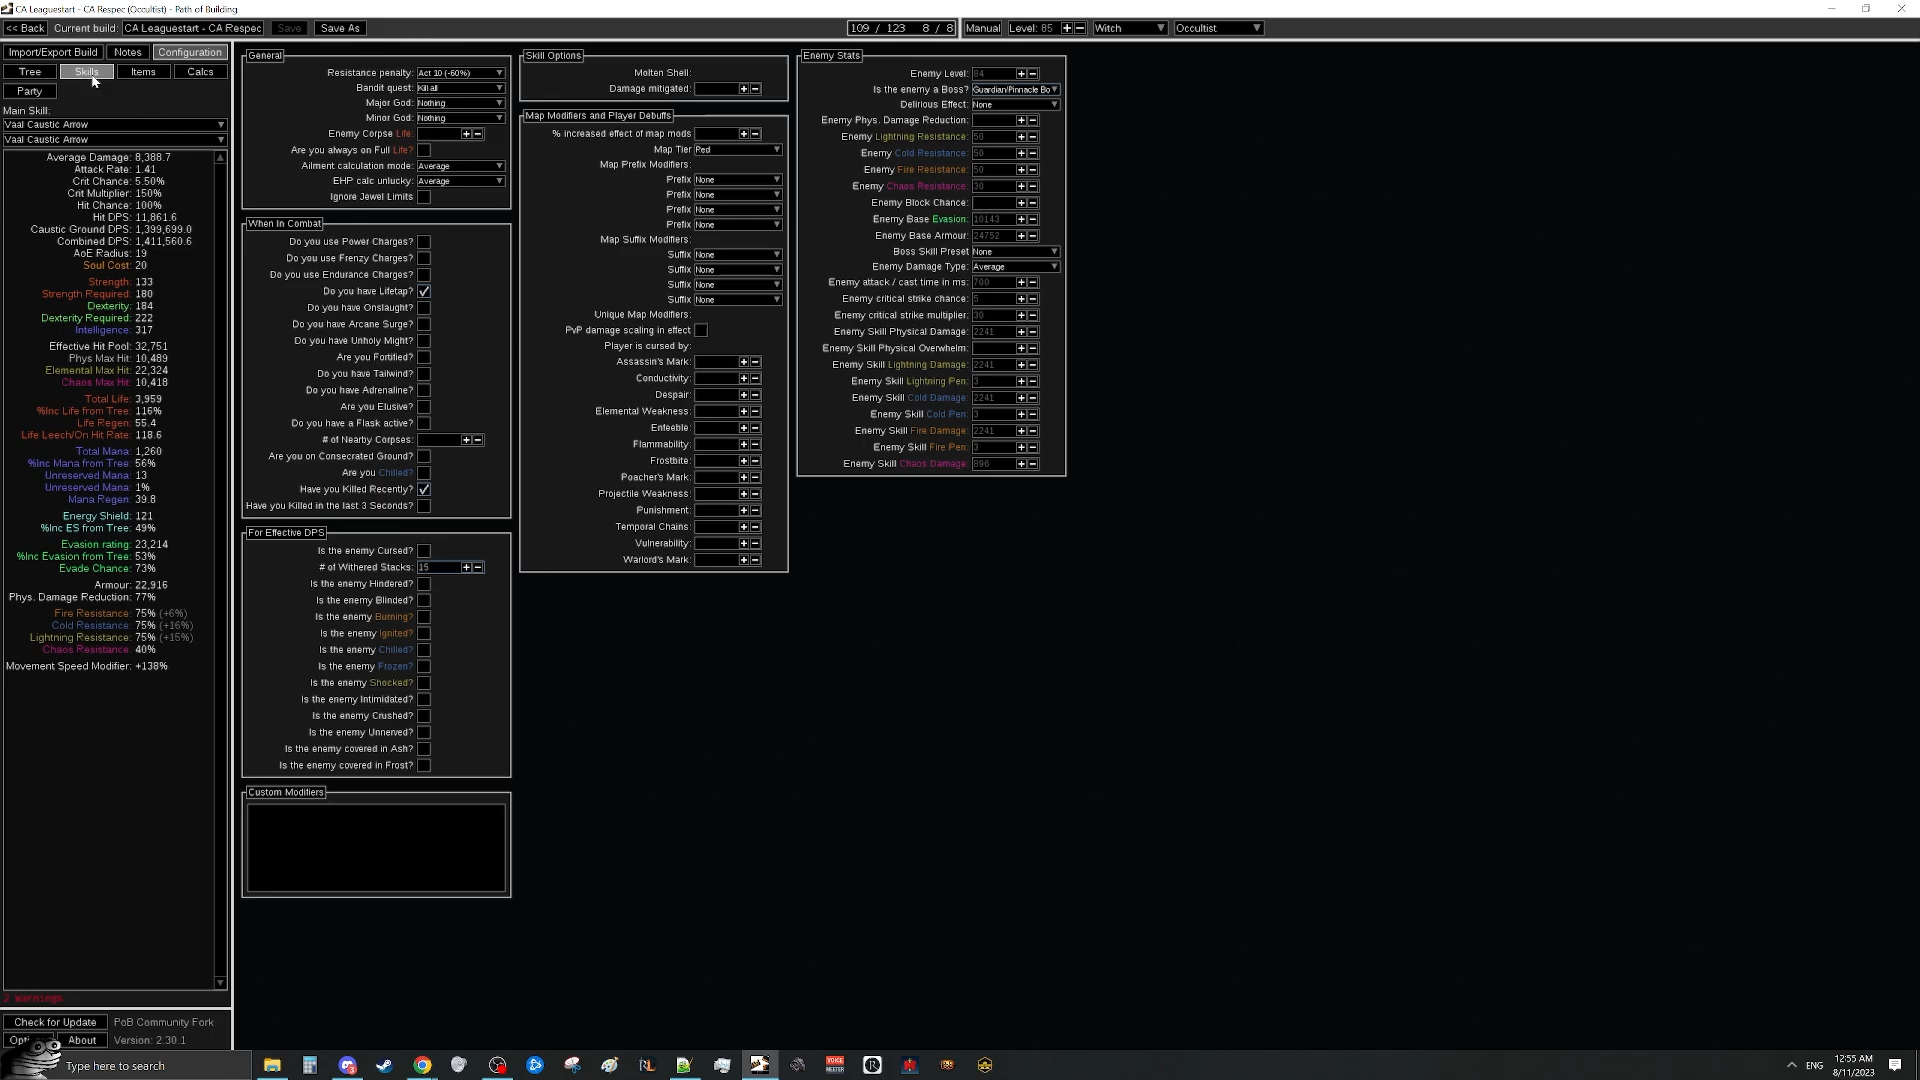 CA Leaguestart - CA Respec (Occultist) - Path of Building
<< Back Current build: CA Leaguestart - CA Respec Save Save As 109 / 123 8 / 8 Manual Level: 85 + - Witch Occultist
Import/Export Build Notes Configuration
Tree Skills Items Calcs
Party
Main Skill:
Vaal Caustic Arrow
Vaal Caustic Arrow
Average Damage: 8,388.7
Attack Rate: 1.41
Crit Chance: 5.50%
Crit Multiplier: 150%
Hit Chance: 100%
Hit DPS: 11,861.6
Caustic Ground DPS: 1,399,699.0
Combined DPS: 1,411,560.6
AoE Radius: 19
Soul Cost: 20
Strength: 133
Strength Required: 180
Dexterity: 184
Dexterity Required: 222
Intelligence: 317
Effective Hit Pool: 32,751
Phys Max Hit: 10,489
Elemental Max Hit: 22,324
Chaos Max Hit: 10,418
Total Life: 3,959
%Inc Life from Tree: 116%
Life Regen: 55.4
Life Leech/On Hit Rate: 118.6
Total Mana: 1,260
%Inc Mana from Tree: 56%
Unreserved Mana: 13
Unreserved Mana: 1%
Mana Regen: 39.8
Energy Shield: 121
%Inc ES from Tree: 49%
Evasion rating: 23,214
%Inc Evasion from Tree: 53%
Evade Chance: 73%
Armour: 22,916
Phys. Damage Reduction: 77%
Fire Resistance: 75% (+6%)
Cold Resistance: 75% (+16%)
Lightning Resistance: 75% (+15%)
Chaos Resistance: 40%
Movement Speed Modifier: +138%
2 Warnings
Check for Update PoB Community Fork
About Version: 2.30.1
General
Resistance penalty: Act 10 (-60%)
Bandit quest: Kill all
Major God: Nothing
Minor God: Nothing
Enemy Corpse Life: + -
Are you always on Full Life?
Ailment calculation mode: Average
EHP calc unlucky: Average
Ignore Jewel Limits
When In Combat
Do you use Power Charges?
Do you use Frenzy Charges?
Do you use Endurance Charges?
Do you have Lifetap?
Do you have Onslaught?
Do you have Arcane Surge?
Do you have Unholy Might?
Are you Fortified?
Do you have Tailwind?
Do you have Adrenaline?
Are you Elusive?
Do you have a Flask active?
# of Nearby Corpses: + -
Are you on Consecrated Ground?
Are you Chilled?
Have you Killed Recently?
Have you Killed in the last 3 Seconds?
For Effective DPS
Is the enemy Cursed?
# of Withered Stacks: 15 + -
Is the enemy Hindered?
Is the enemy Blinded?
Is the enemy Burning?
Is the enemy Ignited?
Is the enemy Chilled?
Is the enemy Frozen?
Is the enemy Shocked?
Is the enemy Intimidated?
Is the enemy Crushed?
Is the enemy Unnerved?
Is the enemy covered in Ash?
Is the enemy covered in Frost?
Custom Modifiers
Skill Options
Molten Shell:
Damage mitigated: + -
Map Modifiers and Player Debuffs
% increased effect of map mods + -
Map Tier Red
Map Prefix Modifiers:
Prefix None
Prefix None
Prefix None
Prefix None
Map Suffix Modifiers:
Suffix None
Suffix None
Suffix None
Suffix None
Unique Map Modifiers:
PvP damage scaling in effect
Player is cursed by:
Assassin's Mark: + -
Conductivity: + -
Despair: + -
Elemental Weakness: + -
Enfeeble: + -
Flammability: + -
Frostbite: + -
Poacher's Mark: + -
Projectile Weakness: + -
Punishment: + -
Temporal Chains: + -
Vulnerability: + -
Warlord's Mark: + -
Enemy Stats
Enemy Level: 84 + -
Is the enemy a Boss? Guardian/Pinnacle Bo
Delirious Effect: None
Enemy Phys. Damage Reduction: + -
Enemy Lightning Resistance: 50 + -
Enemy Cold Resistance: 50 + -
Enemy Fire Resistance: 50 + -
Enemy Chaos Resistance: 30 + -
Enemy Block Chance: + -
Enemy Base Evasion: 10143 + -
Enemy Base Armour: 24752 + -
Boss Skill Preset None
Enemy Damage Type: Average
Enemy attack / cast time in ms: 700 + -
Enemy critical strike chance: 5 + -
Enemy critical strike multiplier: 30 + -
Enemy Skill Physical Damage: 2241 + -
Enemy Skill Physical Overwhelm: + -
Enemy Skill Lightning Damage: 2241 + -
Enemy Skill Lightning Pen: 3 + -
Enemy Skill Cold Damage: 2241 + -
Enemy Skill Cold Pen: 3 + -
Enemy Skill Fire Damage: 2241 + -
Enemy Skill Fire Pen: 3 + -
Enemy Skill Chaos Damage: 896 + -
Type here to search
VOICE MEETER
ENG
12:55 AM
8/11/2023